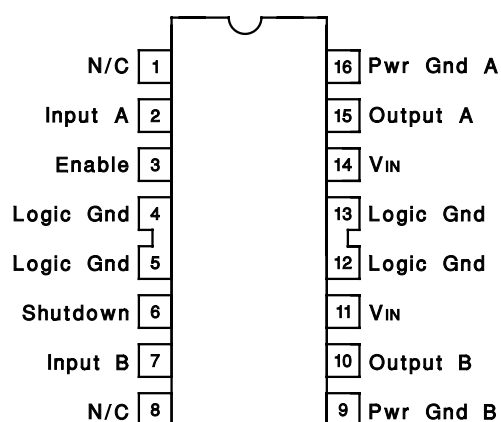 N/C 1 16 Pwr Gnd A
Input A 2 15 Output A
Enable 3 14 VIN
Logic Gnd 4 13 Logic Gnd
Logic Gnd 5 12 Logic Gnd
Shutdown 6 11 VIN
Input B 7 10 Output B
N/C 8 9 Pwr Gnd B